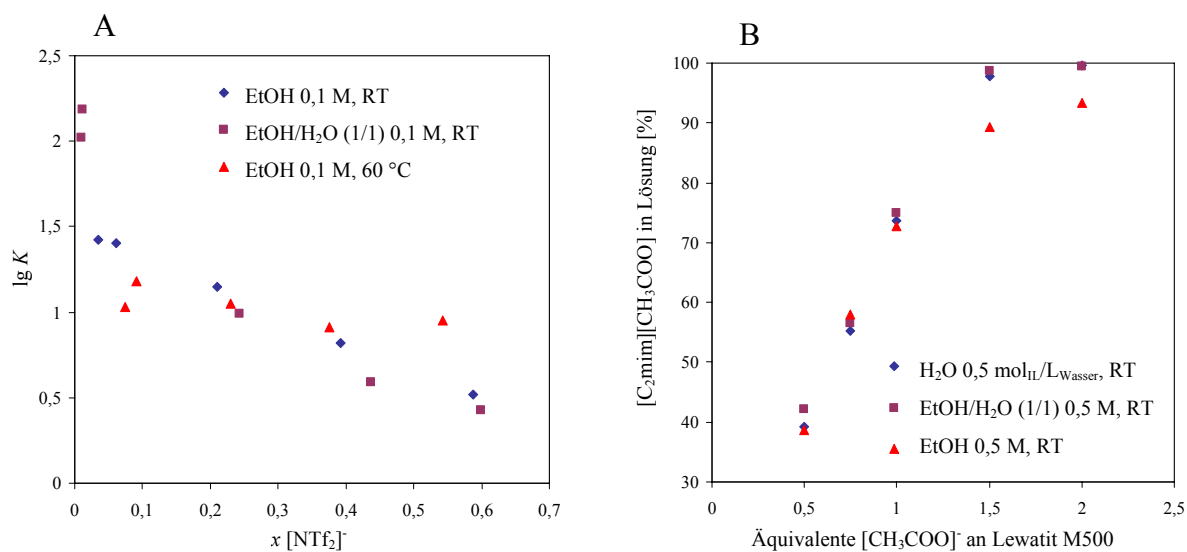 A
2,5
2
1,5
1
0,5
0
lg K
0 0,1 0,2 0,3 0,4 0,5 0,6 0,7
x [NTf₂]⁻
EtOH 0,1 M, RT
EtOH/H₂O (1/1) 0,1 M, RT
EtOH 0,1 M, 60 °C
B
100
90
80
70
60
50
40
30
[C₂mim][CH₃COO] in Lösung [%]
0 0,5 1 1,5 2 2,5
Äquivalente [CH₃COO]⁻ an Lewatit M500
H₂O 0,5 mol_IL/L_Wasser, RT
EtOH/H₂O (1/1) 0,5 M, RT
EtOH 0,5 M, RT